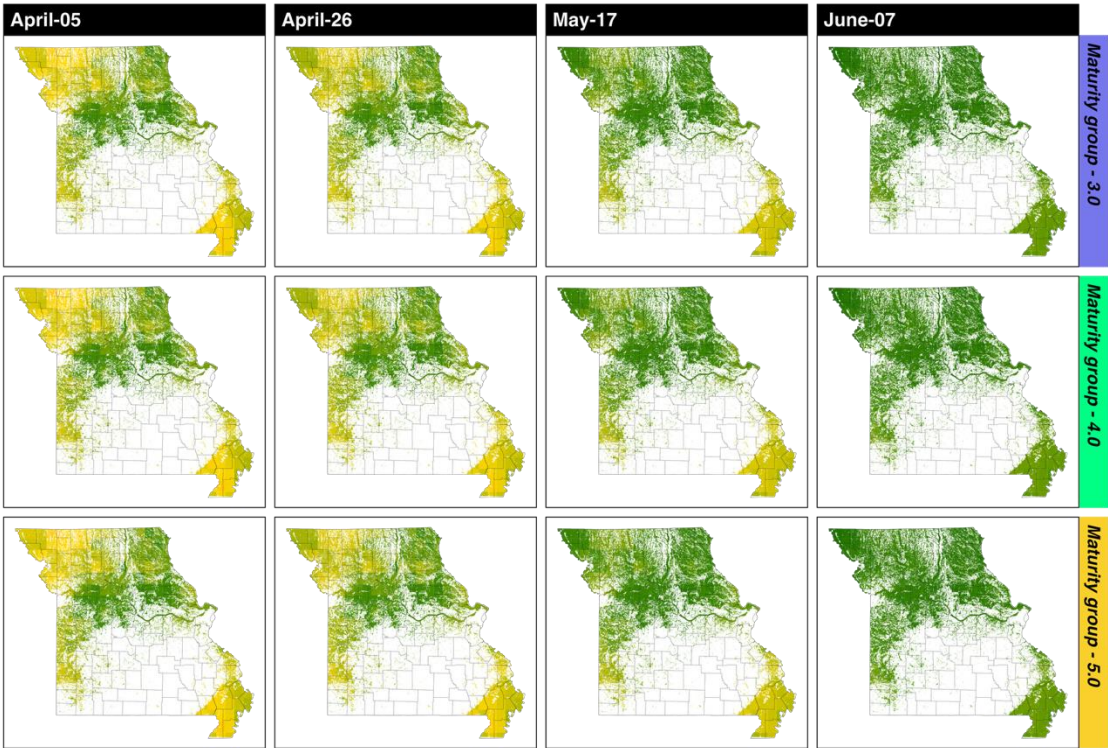 April-05
April-26
May-17
June-07
Maturity group - 3.0
Maturity group - 4.0
Maturity group - 5.0